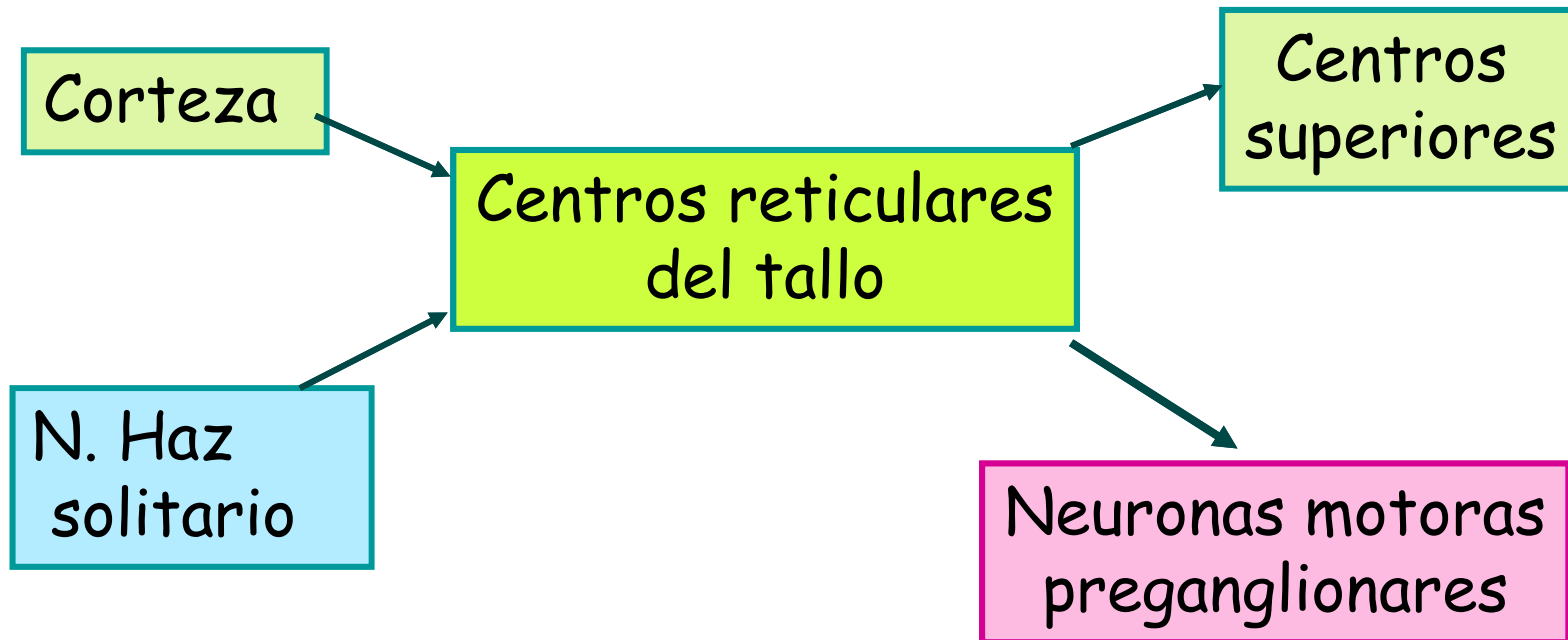 Corteza
Centros reticulares
del tallo
Centros
superiores
N. Haz
solitario
Neuronas motoras
preganglionares